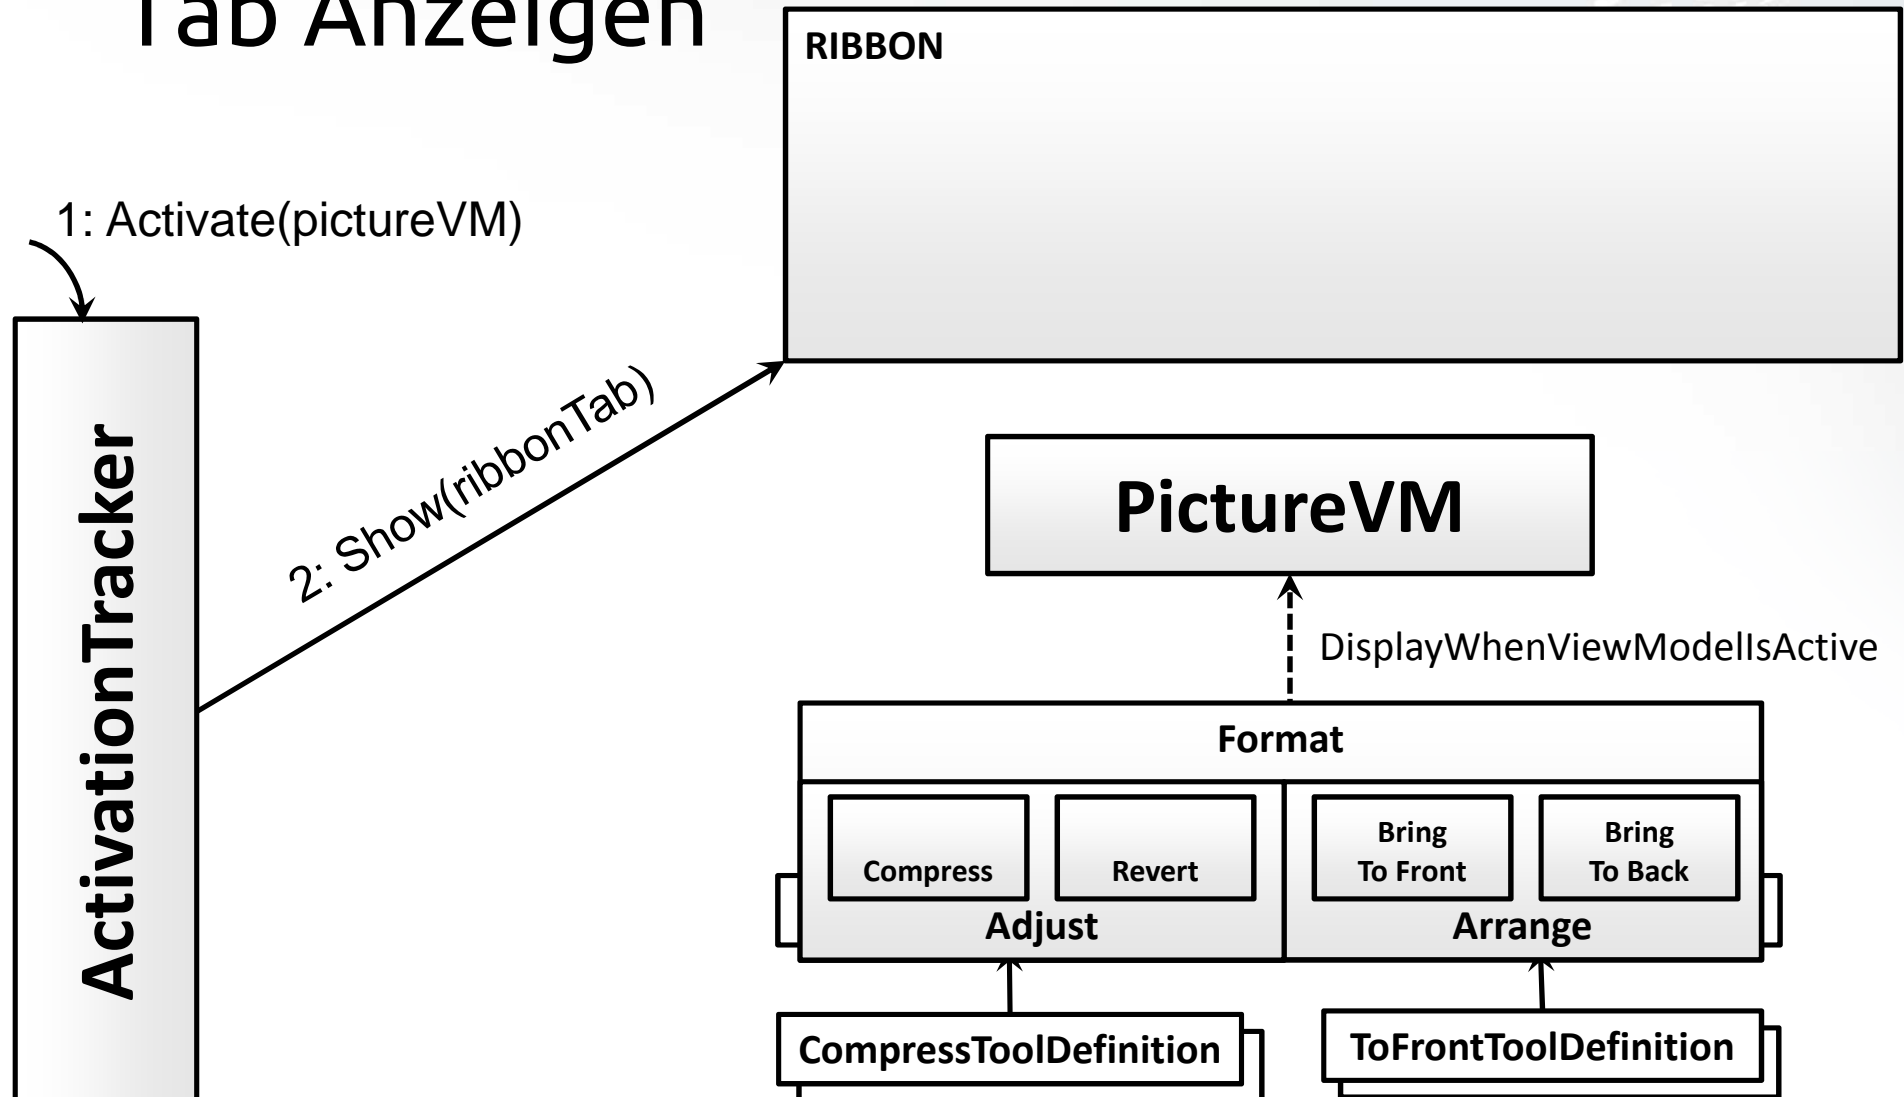 Tab Anzeigen
RIBBON
1: Activate(pictureVM)
2: Show(ribbonTab)
ActivationTracker
PictureVM
DisplayWhenViewModelIsActive
Format
Compress
Revert
Bring
To Front
Bring
To Back
Adjust
Arrange
CompressToolDefinition
ToFrontToolDefinition